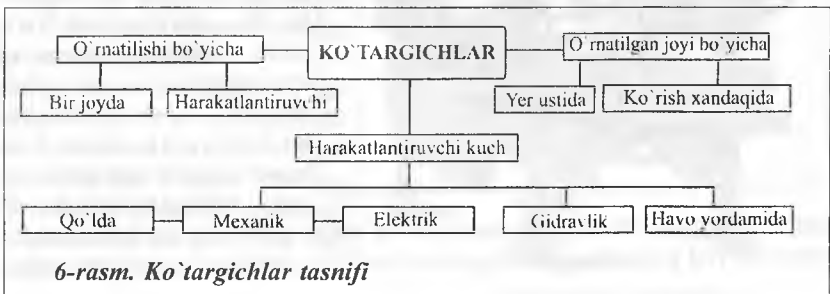 O`rnatilishi bo`yicha
KO`TARGICHLAR
O`rnatilgan joyi bo`yicha
Bir joyda
Harakatlantiruvchi
Yer ustida
Ko`rish xandaqida
Harakatlantiruvchi kuch
Qo`lda
Mexanik
Elektrik
Gidravlik
Havo yordamida
6-rasm. Ko`targichlar tasnifi